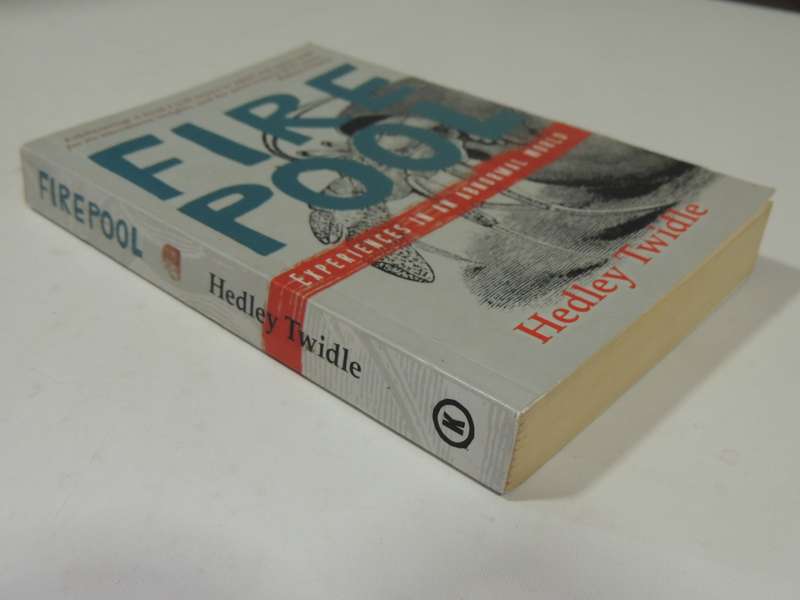 FIRE
POOL
EXPERIENCES IN AN ABNORMAL WORLD
Hedley Twidle
FIREPOOL
Hedley Twidle
K